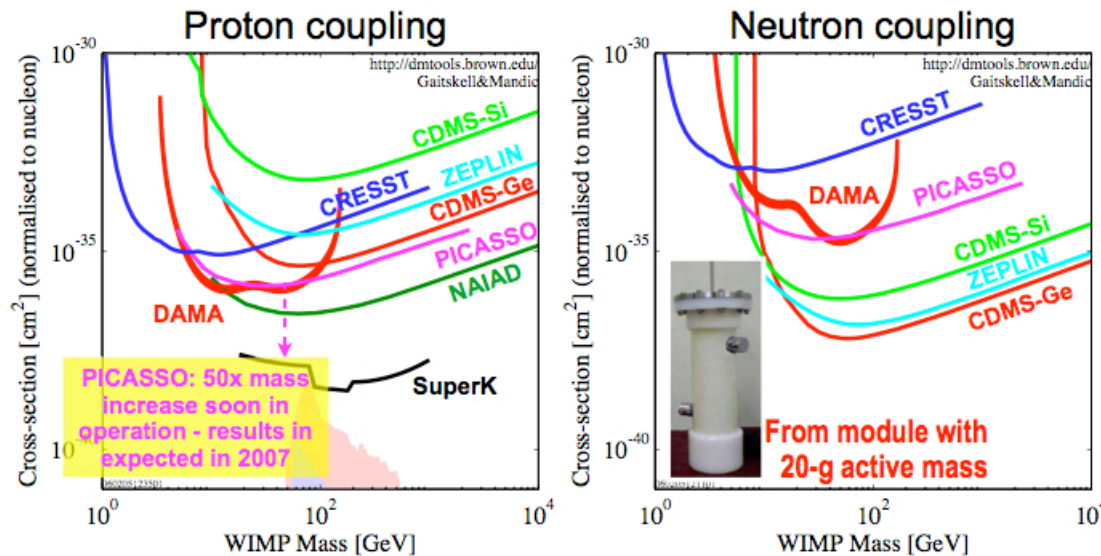 Proton coupling
10^-30
http://dmtools.brown.edu/
Gaitskell&Mandic
CDMS-Si
ZEPLIN
CRESST
CDMS-Ge
10^-35
PICASSO
NAIAD
DAMA
SuperK
PICASSO: 50x mass
increase soon in
operation - results in
expected in 2007
Cross-section [cm^2] (normalised to nucleon)
10^0
10^2
10^4
WIMP Mass [GeV]
Neutron coupling
10^-30
http://dmtools.brown.edu/
Gaitskell&Mandic
CRESST
DAMA
PICASSO
10^-35
CDMS-Si
ZEPLIN
CDMS-Ge
From module with
20-g active mass
10^-40
Cross-section [cm^2] (normalised to nucleon)
10^0
10^2
10^4
WIMP Mass [GeV]